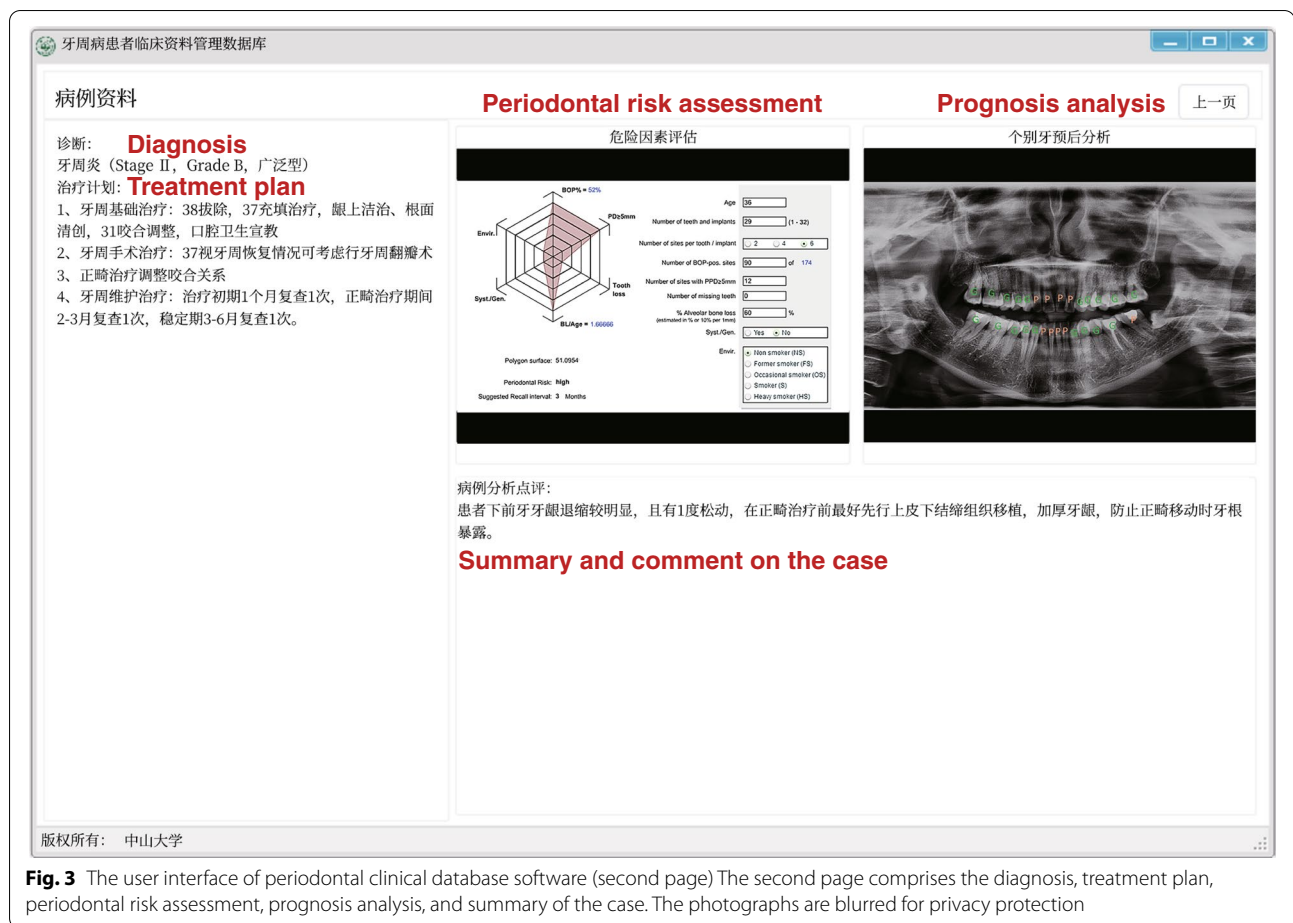 牙周病患者临床资料管理数据库
病例资料
Periodontal risk assessment
Prognosis analysis
上一页
诊断:
Diagnosis
牙周炎（Stage Ⅱ，Grade B，广泛型）
治疗计划:
Treatment plan
1、牙周基础治疗：38拔除，37充填治疗，龈上洁治、根面
清创，31咬合调整，口腔卫生宣教
2、牙周手术治疗：37视牙周恢复情况可考虑行牙周翻瓣术
3、正畸治疗调整咬合关系
4、牙周维护治疗：治疗初期1个月复查1次，正畸治疗期间
2-3月复查1次，稳定期3-6月复查1次。
危险因素评估
BOP% = 52%
PD≥5mm
Tooth
loss
BL/Age = 1.66666
Syst./Gen.
Envir.
Polygon surface: 51.0954
Periodontal Risk: high
Suggested Recall interval: 3 Months
Age 36
Number of teeth and implants 29 (1 - 32)
Number of sites per tooth / implant 2 4 6
Number of BOP-pos. sites 90 of 174
Number of sites with PPD≥5mm 12
Number of missing teeth 0
% Alveolar bone loss 60 %
(estimated in % or 10% per 1mm)
Syst./Gen. Yes No
Envir. Non smoker (NS)
Former smoker (FS)
Occasional smoker (OS)
Smoker (S)
Heavy smoker (HS)
个别牙预后分析
病例分析点评：
患者下前牙牙龈退缩较明显，且有1度松动，在正畸治疗前最好先行上皮下结缔组织移植，加厚牙龈，防止正畸移动时牙根
暴露。
Summary and comment on the case
版权所有： 中山大学
Fig. 3 The user interface of periodontal clinical database software (second page) The second page comprises the diagnosis, treatment plan,
periodontal risk assessment, prognosis analysis, and summary of the case. The photographs are blurred for privacy protection